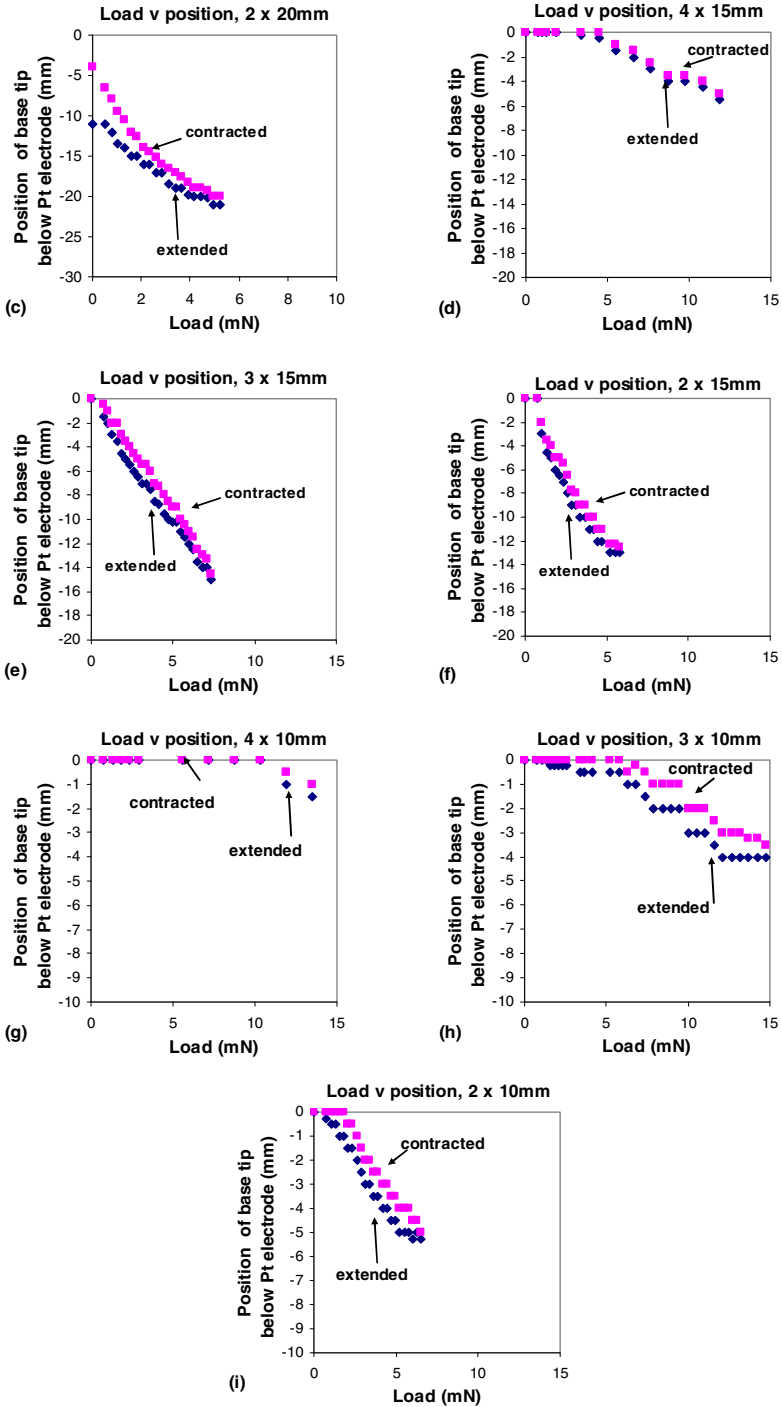 Load v position, 2 x 20mm
Position of base tip
below Pt electrode (mm)
0
-5
-10
-15
-20
-25
-30
contracted
extended
0 2 4 6 8 10
Load (mN)
(c)
Load v position, 4 x 15mm
Position of base tip
below Pt electrode (mm)
0
-2
-4
-6
-8
-10
-12
-14
-16
-18
-20
contracted
extended
0 5 10 15
Load (mN)
(d)
Load v position, 3 x 15mm
Position of base tip
below Pt electrode (mm)
0
-2
-4
-6
-8
-10
-12
-14
-16
-18
-20
contracted
extended
0 5 10 15
Load (mN)
(e)
Load v position, 2 x 15mm
Position of base tip
below Pt electrode (mm)
0
-2
-4
-6
-8
-10
-12
-14
-16
-18
-20
contracted
extended
0 5 10 15
Load (mN)
(f)
Load v position, 4 x 10mm
Position of base tip
below Pt electrode (mm)
0
-1
-2
-3
-4
-5
-6
-7
-8
-9
-10
contracted
extended
0 5 10 15
Load (mN)
(g)
Load v position, 3 x 10mm
Position of base tip
below Pt electrode (mm)
0
-1
-2
-3
-4
-5
-6
-7
-8
-9
-10
contracted
extended
0 5 10 15
Load (mN)
(h)
Load v position, 2 x 10mm
Position of base tip
below Pt electrode (mm)
0
-1
-2
-3
-4
-5
-6
-7
-8
-9
-10
contracted
extended
0 5 10 15
Load (mN)
(i)